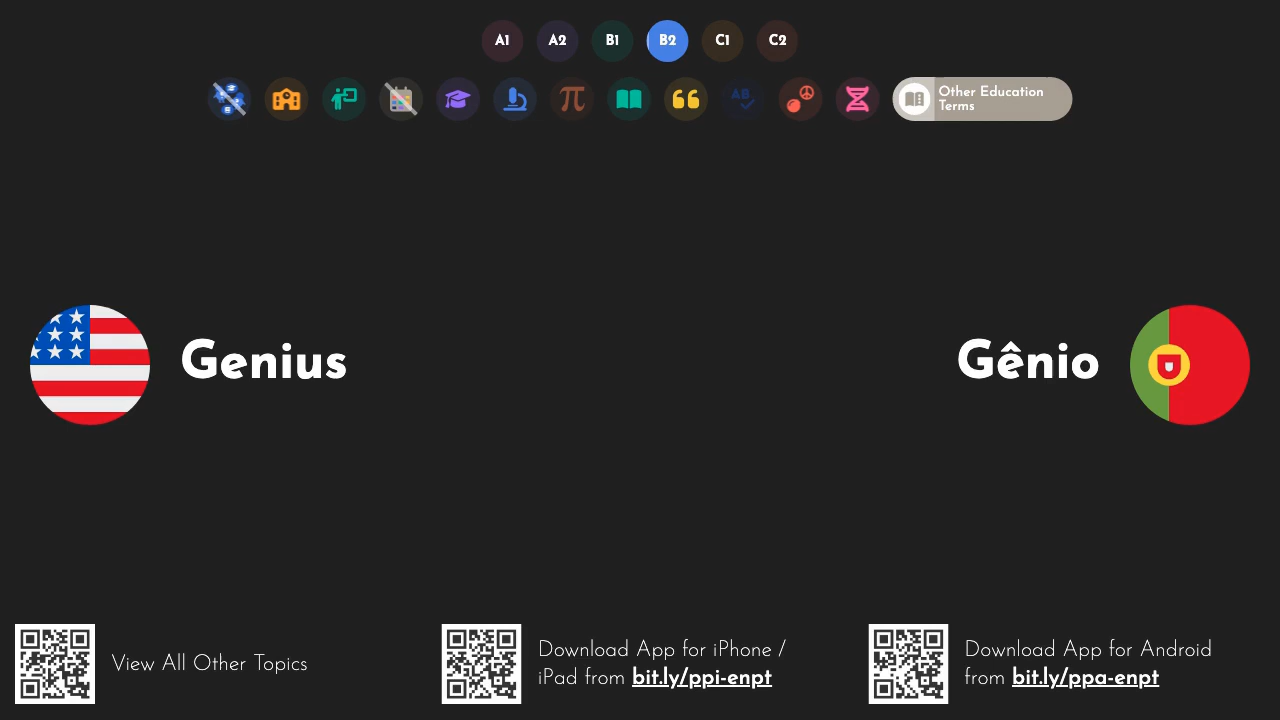 A1 A2 B1 B2 C1 C2
Other Education
Terms
Genius
Gênio
View All Other Topics
Download App for iPhone /
iPad from bit.ly/ppi-enpt
Download App for Android
from bit.ly/ppa-enpt